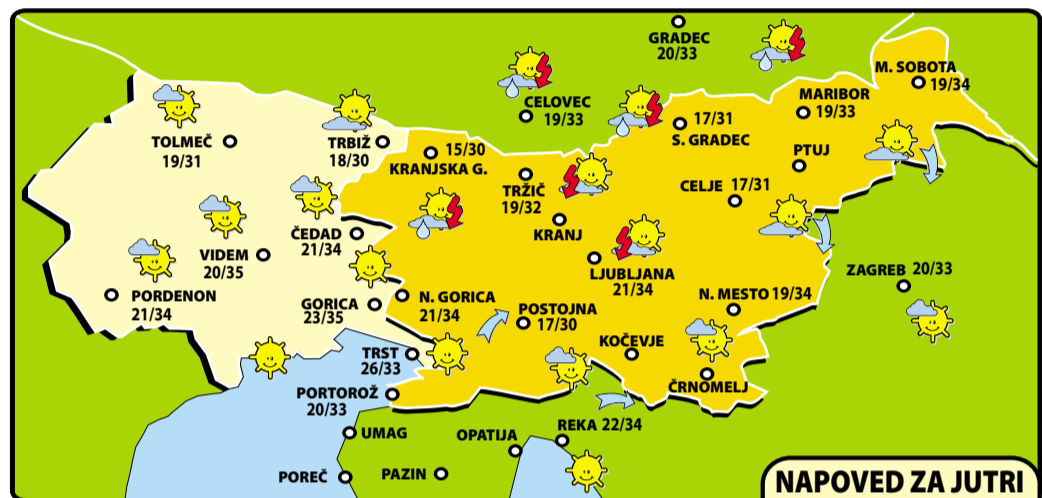 GRADEC
20/33
M. SOBOTA
19/34
CELOVEC
19/33
MARIBOR
19/33
17/31
S. GRADEC
TOLMEČ
19/31
TRBIŽ
18/30
15/30
KRANJSKA G.
PTUJ
TRŽIČ
19/32
CELJE 17/31
KRANJ
ČEDAD
21/34
VIDEM
20/35
LJUBLJANA
21/34
ZAGREB 20/33
PORDENON
21/34
GORICA
23/35
N. GORICA
21/34
N. MESTO 19/34
POSTOJNA
17/30
KOČEVJE
TRST
26/33
ČRNOMELJ
PORTOROŽ
20/33
UMAG
OPATIJA
REKA 22/34
POREČ
PAZIN
NAPOVED ZA JUTRI